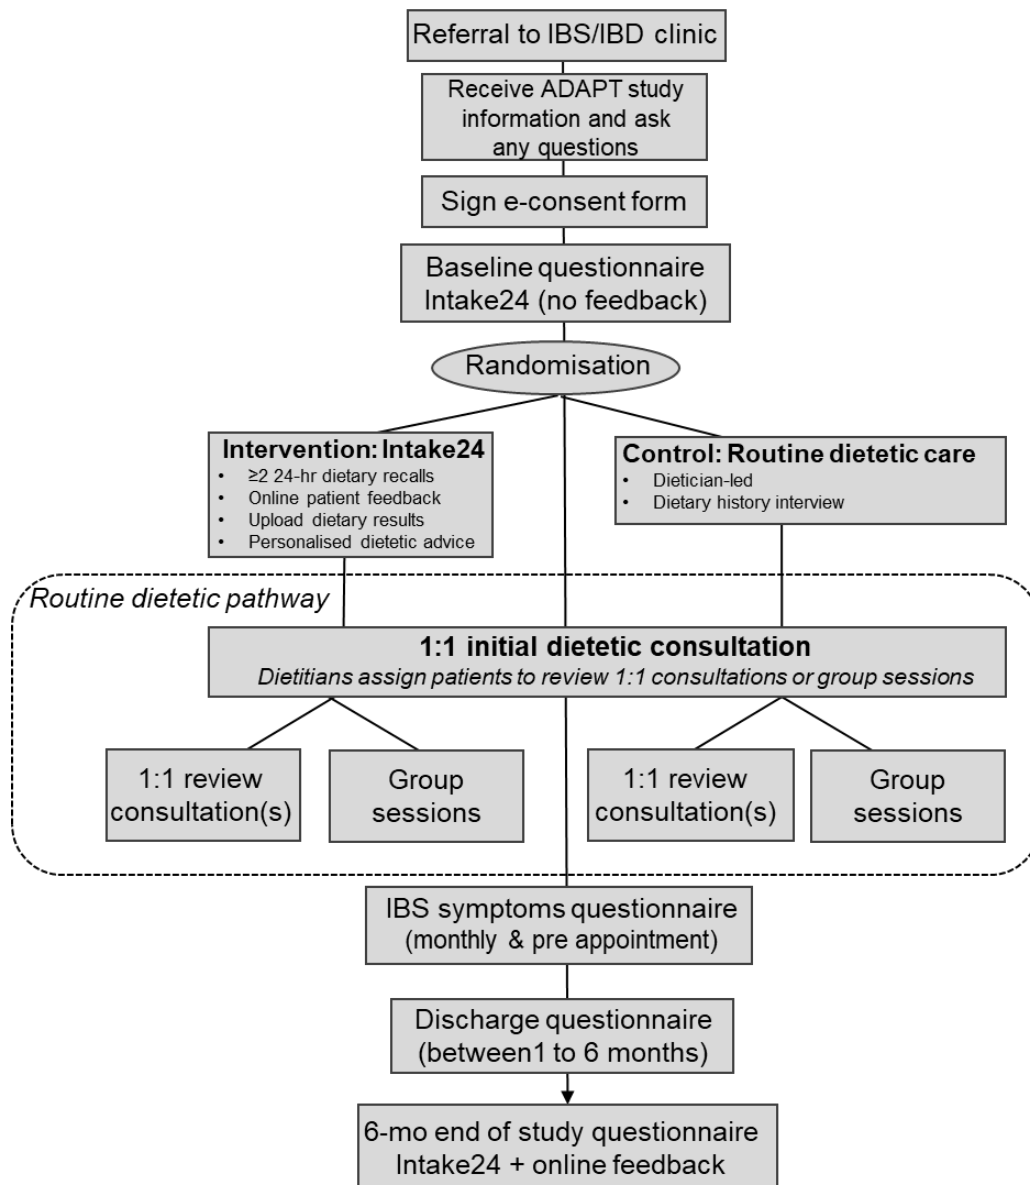 Referral to IBS/IBD clinic
Receive ADAPT study
information and ask
any questions
Sign e-consent form
Baseline questionnaire
Intake24 (no feedback)
Randomisation
Intervention: Intake24
• ≥2 24-hr dietary recalls
• Online patient feedback
• Upload dietary results
• Personalised dietetic advice
Control: Routine dietetic care
• Dietician-led
• Dietary history interview
Routine dietetic pathway
1:1 initial dietetic consultation
Dietitians assign patients to review 1:1 consultations or group sessions
1:1 review
consultation(s)
Group
sessions
1:1 review
consultation(s)
Group
sessions
IBS symptoms questionnaire
(monthly & pre appointment)
Discharge questionnaire
(between1 to 6 months)
6-mo end of study questionnaire
Intake24 + online feedback